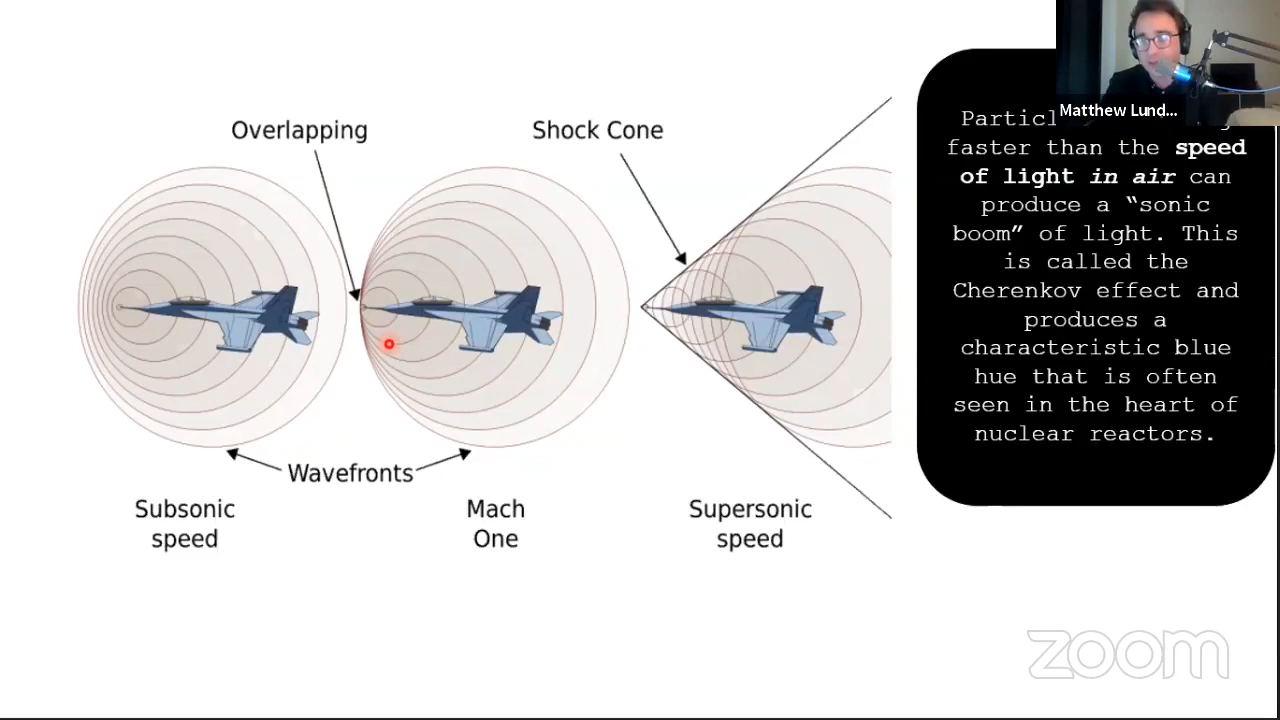 Overlapping
Shock Cone
Wavefronts
Subsonic
speed
Mach
One
Supersonic
speed
Matthew Lund...
faster than the speed
of light in air can
produce a “sonic
boom” of light. This
is called the
Cherenkov effect and
produces a
characteristic blue
hue that is often
seen in the heart of
nuclear reactors.
zoom